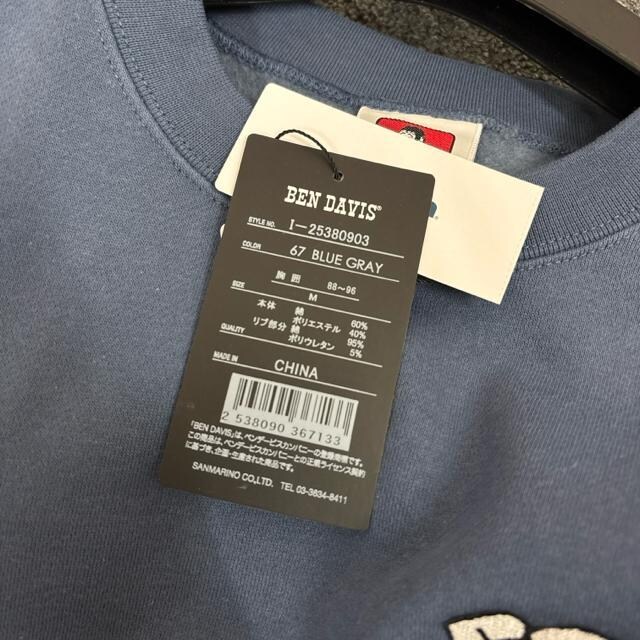 BEN DAVIS®
STYLE NO. I-25380903
COLOR 67 BLUE GRAY
胸囲 88～96
SIZE M
本体 綿 60%
ポリエステル 40%
リブ部分 綿 95%
QUALITY ポリウレタン 5%
MADE IN CHINA
2 538090 367133
「BEN DAVIS」は、ベンデービスカンパニーの登録商標です。
この商品は、ベンデービスカンパニーとの正規ライセンス契約
に基づき、企画・生産された商品です。
SANMARINO CO.,LTD. TEL 03-3634-8411